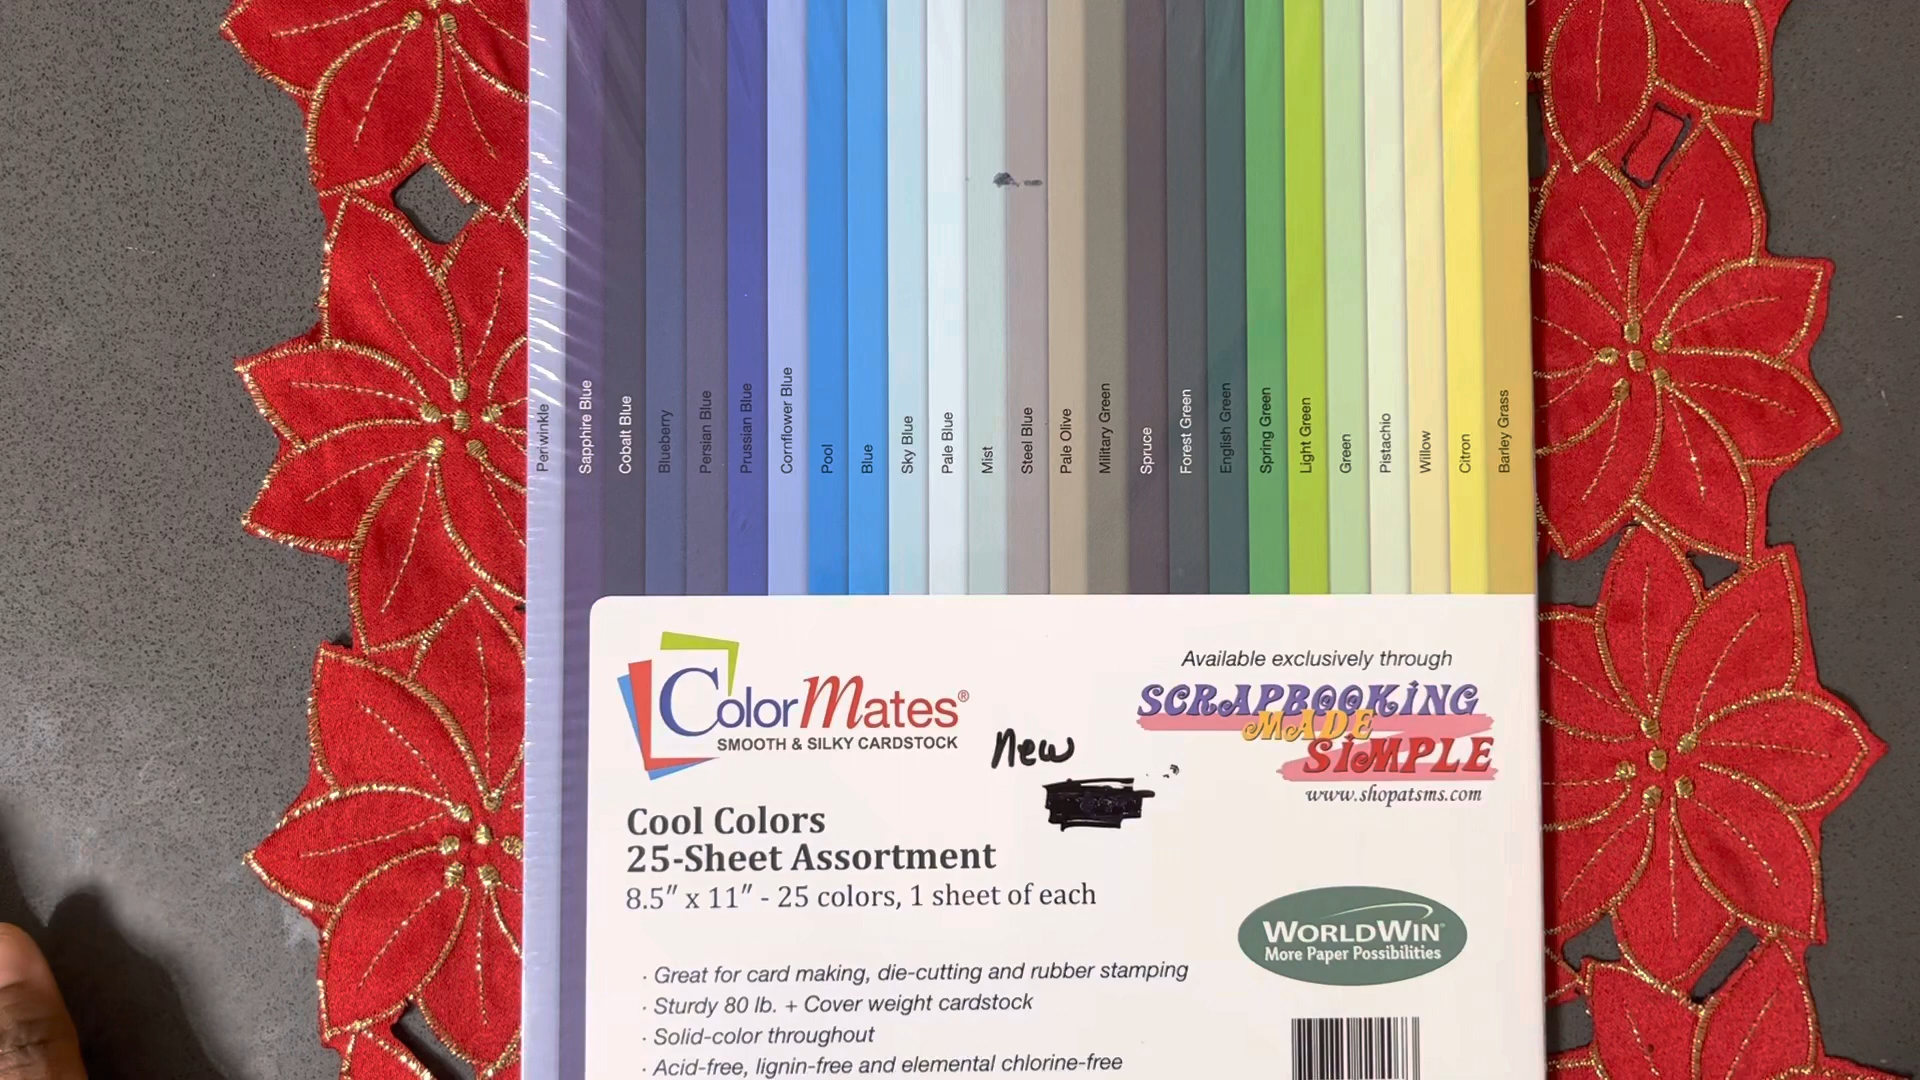 Periwinkle
Sapphire Blue
Cobalt Blue
Blueberry
Persian Blue
Prussian Blue
Cornflower Blue
Pool
Blue
Sky Blue
Pale Blue
Mist
Steel Blue
Pale Olive
Military Green
Spruce
Forest Green
English Green
Spring Green
Light Green
Green
Pistachio
Willow
Citron
Barley Grass
ColorMates®
SMOOTH & SILKY CARDSTOCK
new
Available exclusively through
SCRAPBOOKING
MADE
SiMPLE
www.shopatsms.com
Cool Colors
25-Sheet Assortment
8.5″ x 11″ - 25 colors, 1 sheet of each
WORLDWIN
More Paper Possibilities
· Great for card making, die-cutting and rubber stamping
· Sturdy 80 lb. + Cover weight cardstock
· Solid-color throughout
· Acid-free, lignin-free and elemental chlorine-free